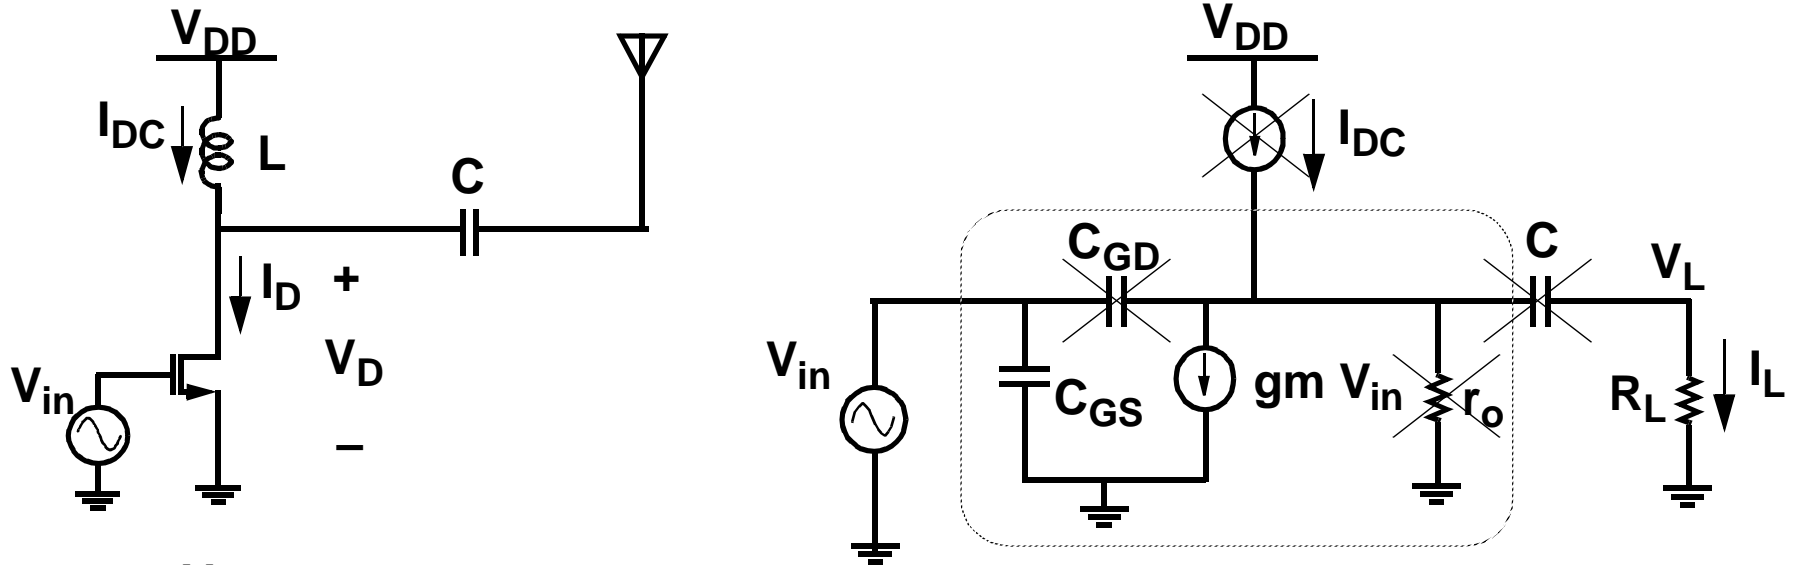 VDD
IDC
L
C
ID
+
VD
Vin
–
VDD
IDC
CGD
C
VL
Vin
CGS
gm Vin
ro
RL
IL